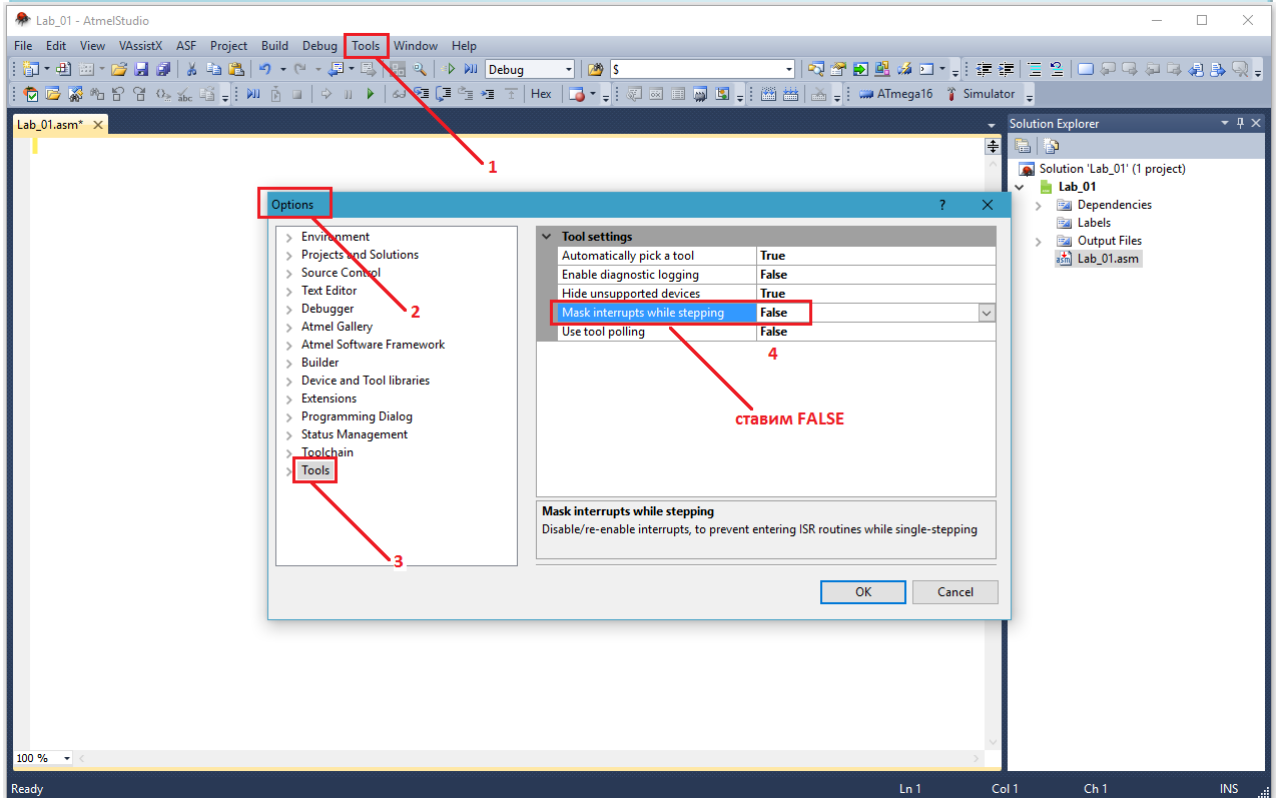 Lab_01 - AtmelStudio
File Edit View VAssistX ASF Project Build Debug Tools Window Help
Debug S
Hex ATmega16 Simulator
Lab_01.asm*
1
Options
Environment
Projects and Solutions
Source Control
Text Editor
Debugger
2
Atmel Gallery
Atmel Software Framework
Builder
Device and Tool libraries
Extensions
Programming Dialog
Status Management
Toolchain
Tools
3
Tool settings
Automatically pick a tool True
Enable diagnostic logging False
Hide unsupported devices True
Mask interrupts while stepping False
Use tool polling False
4
ставим FALSE
Mask interrupts while stepping
Disable/re-enable interrupts, to prevent entering ISR routines while single-stepping
OK Cancel
Solution Explorer
Solution 'Lab_01' (1 project)
Lab_01
Dependencies
Labels
Output Files
Lab_01.asm
100 %
Ready Ln 1 Col 1 Ch 1 INS